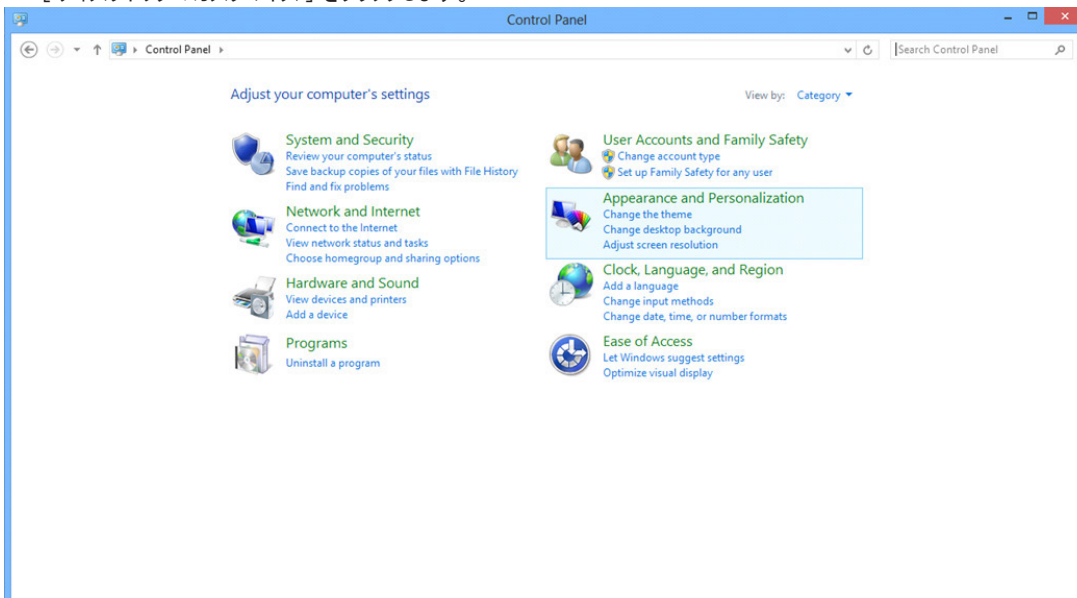 Control Panel
Control Panel
Search Control Panel
Adjust your computer's settings
View by: Category
System and Security
Review your computer's status
Save backup copies of your files with File History
Find and fix problems
Network and Internet
Connect to the Internet
View network status and tasks
Choose homegroup and sharing options
Hardware and Sound
View devices and printers
Add a device
Programs
Uninstall a program
User Accounts and Family Safety
Change account type
Set up Family Safety for any user
Appearance and Personalization
Change the theme
Change desktop background
Adjust screen resolution
Clock, Language, and Region
Add a language
Change input methods
Change date, time, or number formats
Ease of Access
Let Windows suggest settings
Optimize visual display